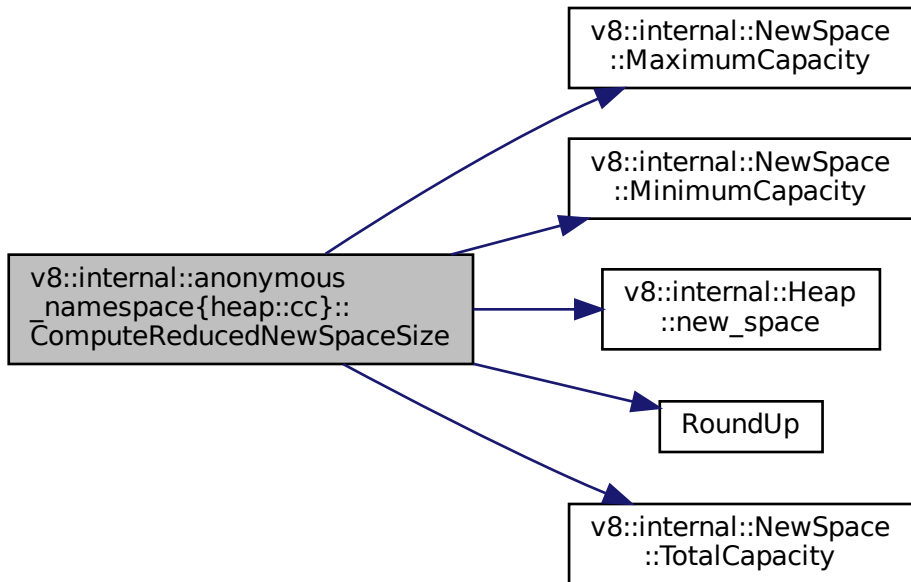 v8::internal::NewSpace
::MaximumCapacity
v8::internal::NewSpace
::MinimumCapacity
v8::internal::anonymous
_namespace{heap::cc}::
ComputeReducedNewSpaceSize
v8::internal::Heap
::new_space
RoundUp
v8::internal::NewSpace
::TotalCapacity